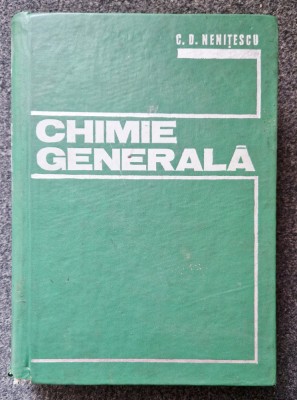 C. D. NENIȚESCU
CHIMIE
GENERALĂ